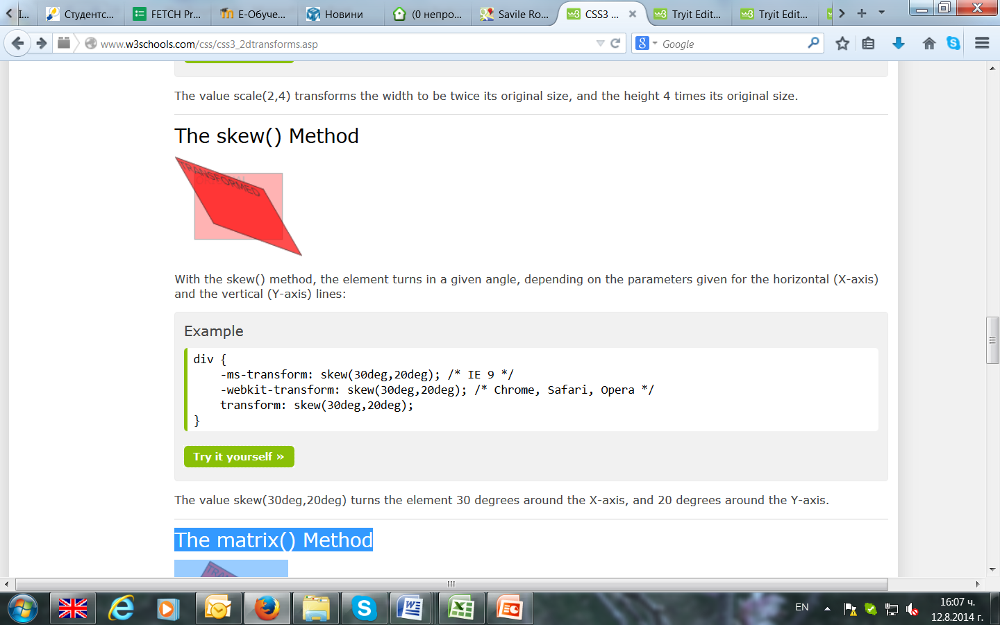 I...
Студентс...
FETCH Pr...
Е-Обуче...
Новини
(0 непро...
Savile Ro...
CSS3 ...
Tryit Edit...
Tryit Edit...
www.w3schools.com/css/css3_2dtransforms.asp
Google
The value scale(2,4) transforms the width to be twice its original size, and the height 4 times its original size.
The skew() Method
TRANSFORMED
With the skew() method, the element turns in a given angle, depending on the parameters given for the horizontal (X-axis)
and the vertical (Y-axis) lines:
Example
div {
-ms-transform: skew(30deg,20deg); /* IE 9 */
-webkit-transform: skew(30deg,20deg); /* Chrome, Safari, Opera */
transform: skew(30deg,20deg);
}
Try it yourself »
The value skew(30deg,20deg) turns the element 30 degrees around the X-axis, and 20 degrees around the Y-axis.
The matrix() Method
EN
16:07 ч.
12.8.2014 г.